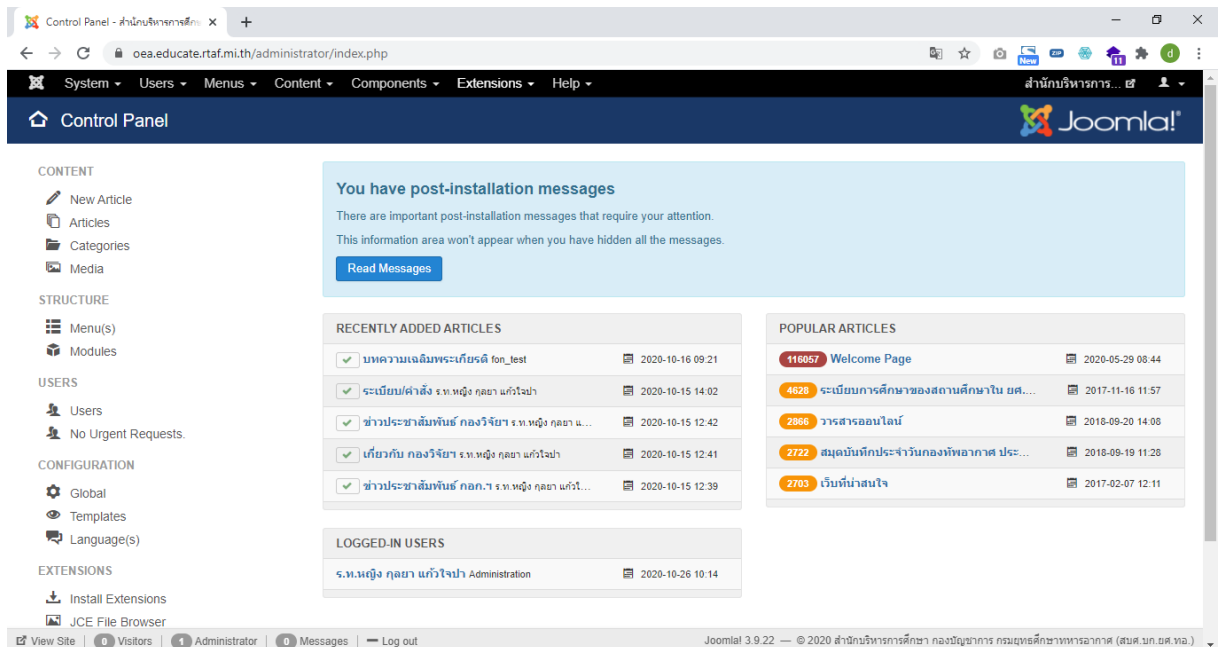 Control Panel - สำนักบริหารการศึก
oea.educate.rtaf.mi.th/administrator/index.php
New
ZIP
11
d
System Users Menus Content Components Extensions Help
สำนักบริหารการ...
Control Panel
Joomla!®
CONTENT
New Article
Articles
Categories
Media
STRUCTURE
Menu(s)
Modules
USERS
Users
No Urgent Requests.
CONFIGURATION
Global
Templates
Language(s)
EXTENSIONS
Install Extensions
JCE File Browser
You have post-installation messages
There are important post-installation messages that require your attention.
This information area won't appear when you have hidden all the messages.
Read Messages
RECENTLY ADDED ARTICLES
บทความเฉลิมพระเกียรติ fon_test 2020-10-16 09:21
ระเบียบ/คำสั่ง ร.ท.หญิง กุลยา แก้วใจปา 2020-10-15 14:02
ข่าวประชาสัมพันธ์ กองวิจัยฯ ร.ท.หญิง กุลยา แ... 2020-10-15 12:42
เกี่ยวกับ กองวิจัยฯ ร.ท.หญิง กุลยา แก้วใจปา 2020-10-15 12:41
ข่าวประชาสัมพันธ์ กอก.ฯ ร.ท.หญิง กุลยา แก้วใ... 2020-10-15 12:39
POPULAR ARTICLES
116057 Welcome Page 2020-05-29 08:44
4628 ระเบียบการศึกษาของสถานศึกษาใน ยศ.... 2017-11-16 11:57
2866 วารสารออนไลน์ 2018-09-20 14:08
2722 สมุดบันทึกประจำวันกองทัพอากาศ ประ... 2018-09-19 11:28
2703 เว็บที่น่าสนใจ 2017-02-07 12:11
LOGGED-IN USERS
ร.ท.หญิง กุลยา แก้วใจปา Administration 2020-10-26 10:14
View Site 0 Visitors 1 Administrator 0 Messages Log out
Joomla! 3.9.22 — © 2020 สำนักบริหารการศึกษา กองบัญชาการ กรมยุทธศึกษาทหารอากาศ (สบศ.บก.ยศ.ทอ.)